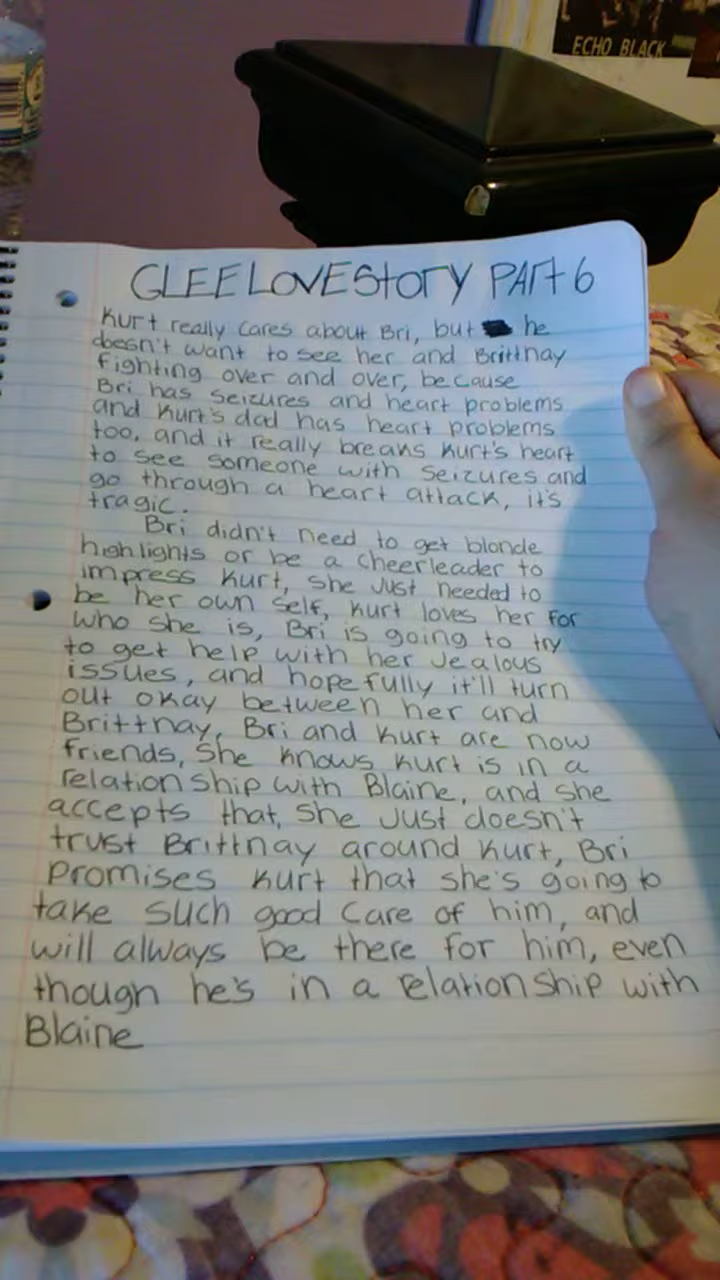 ECHO BLACK
GLEE LOVE StOrY PArt 6
Kurt really cares about Bri, but he
doesn't want to see her and Brittnay
fighting over and over, because
Bri has seizures and heart problems
and Kurt's dad has heart problems
too, and it really breaks Kurt's heart
to see someone with seizures and
go through a heart attack, it's
tragic.
Bri didn't need to get blonde
highlights or be a cheerleader to
impress Kurt, she just needed to
be her own self, Kurt loves her for
who she is, Bri is going to try
to get help with her Jealous
issues, and hopefully it'll turn
out okay between her and
Brittnay, Bri and Kurt are now
friends, She knows Kurt is in a
relationship with Blaine, and she
accepts that, She Just doesn't
trust Brittnay around Kurt, Bri
Promises Kurt that she's going to
take such good care of him, and
will always be there for him, even
though he's in a relationship with
Blaine